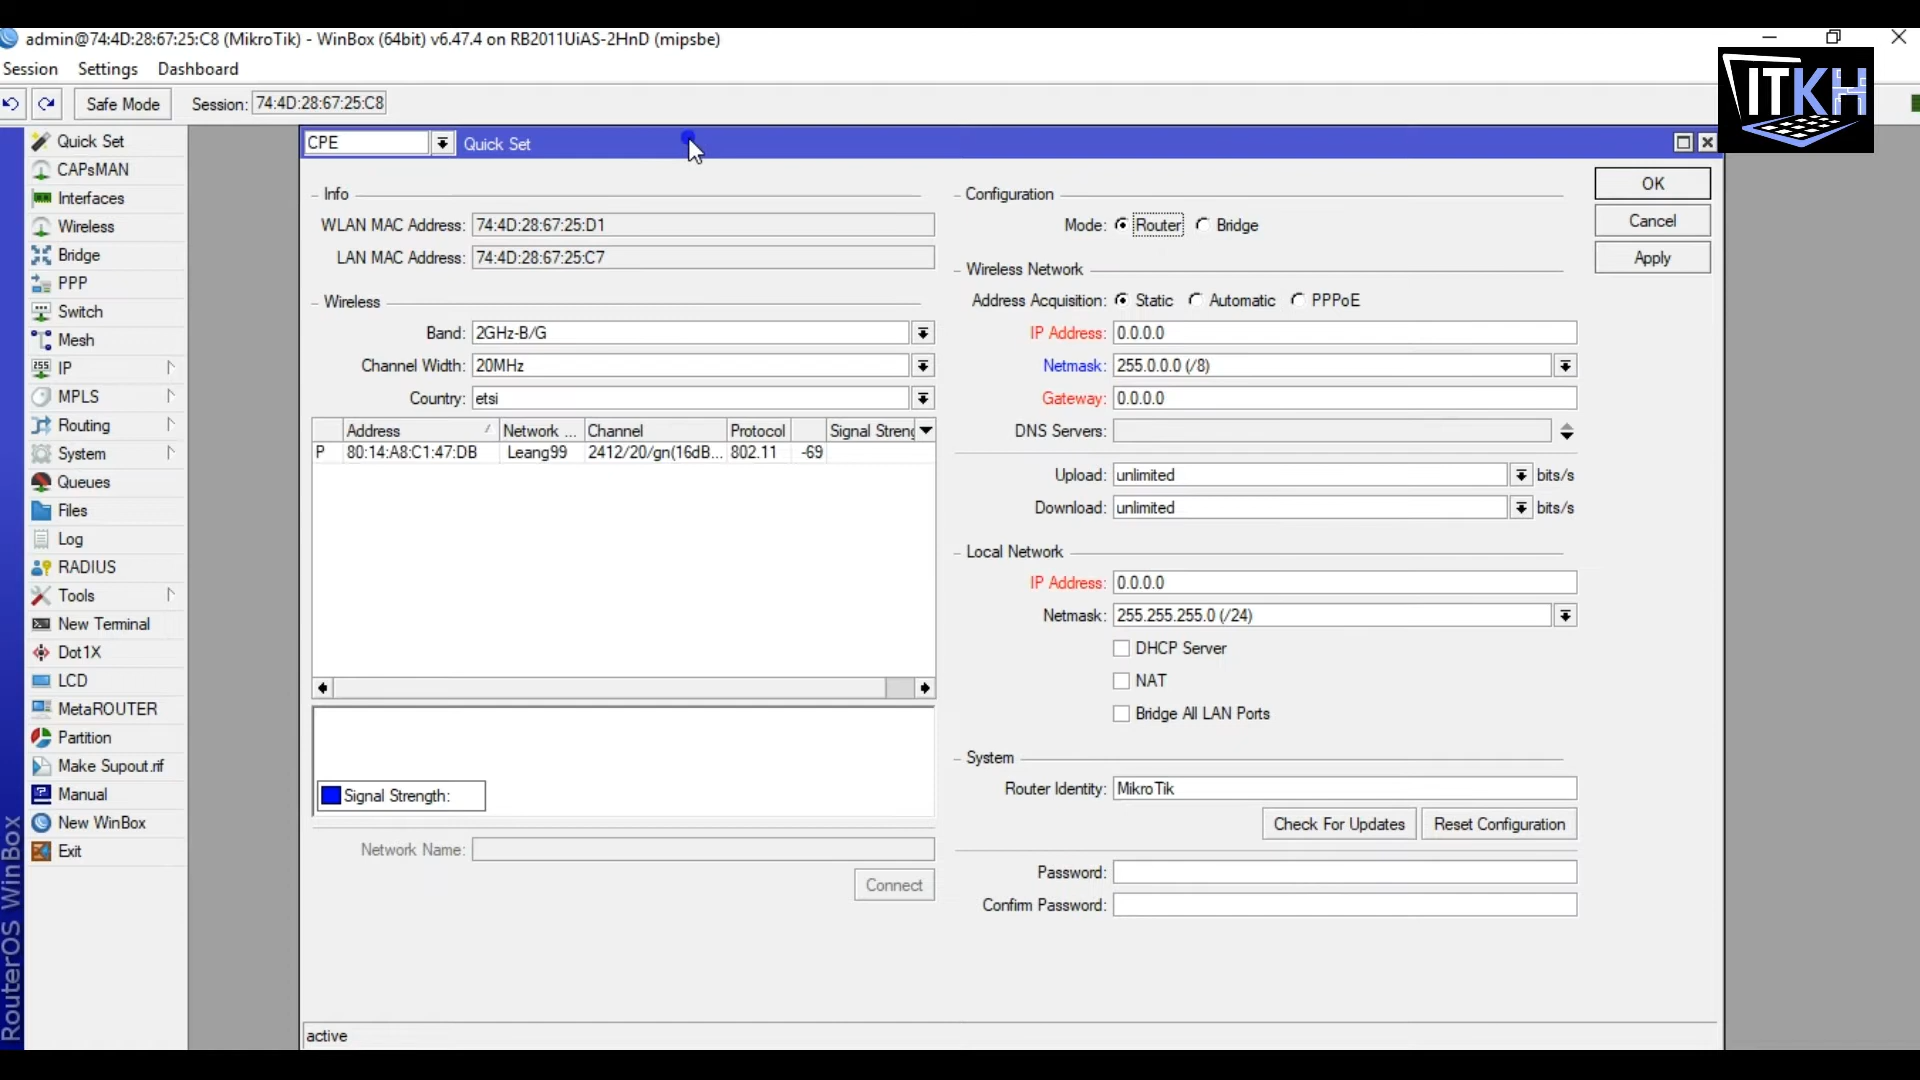 admin@74:4D:28:67:25:C8 (MikroTik) - WinBox (64bit) v6.47.4 on RB2011UiAS-2HnD (mipsbe)
Session Settings Dashboard
ITKH
Safe Mode Session: 74:4D:28:67:25:C8
Quick Set
CAPsMAN
Interfaces
Wireless
Bridge
PPP
Switch
Mesh
IP
MPLS
Routing
System
Queues
Files
Log
RADIUS
Tools
New Terminal
Dot1X
LCD
MetaROUTER
Partition
Make Supout.rif
Manual
New WinBox
Exit
RouterOS WinBox
CPE Quick Set
Info
WLAN MAC Address: 74:4D:28:67:25:D1
LAN MAC Address: 74:4D:28:67:25:C7
Wireless
Band: 2GHz-B/G
Channel Width: 20MHz
Country: etsi
Address Network ... Channel Protocol Signal Streng
P 80:14:A8:C1:47:DB Leang99 2412/20/gn(16dB... 802.11 -69
Signal Strength:
Network Name:
Connect
Configuration
Mode: Router Bridge
Wireless Network
Address Acquisition: Static Automatic PPPoE
IP Address: 0.0.0.0
Netmask: 255.0.0.0 (/8)
Gateway: 0.0.0.0
DNS Servers:
Upload: unlimited bits/s
Download: unlimited bits/s
Local Network
IP Address: 0.0.0.0
Netmask: 255.255.255.0 (/24)
DHCP Server
NAT
Bridge All LAN Ports
System
Router Identity: MikroTik
Check For Updates Reset Configuration
Password:
Confirm Password:
OK
Cancel
Apply
active